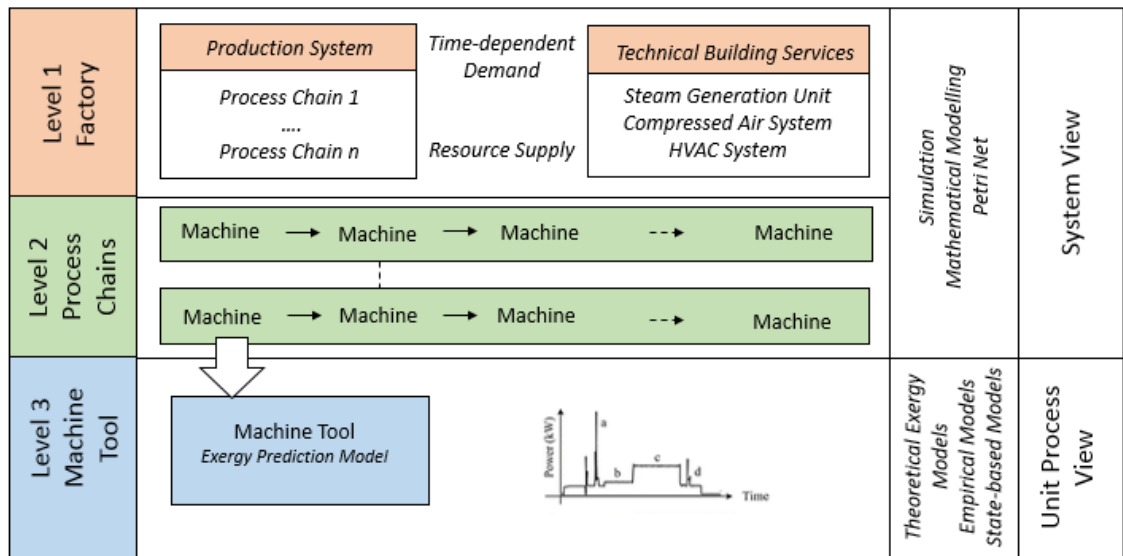 Level 1
Factory
Production System
Process Chain 1
....
Process Chain n
Time-dependent
Demand
Resource Supply
Technical Building Services
Steam Generation Unit
Compressed Air System
HVAC System
Simulation
Mathematical Modelling
Petri Net
System View
Level 2
Process
Chains
Machine Machine Machine Machine
Machine Machine Machine Machine
Level 3
Machine
Tool
Machine Tool
Exergy Prediction Model
Power (kW)
a
b
c
d
Time
Theoretical Exergy
Models
Empirical Models
State-based Models
Unit Process
View